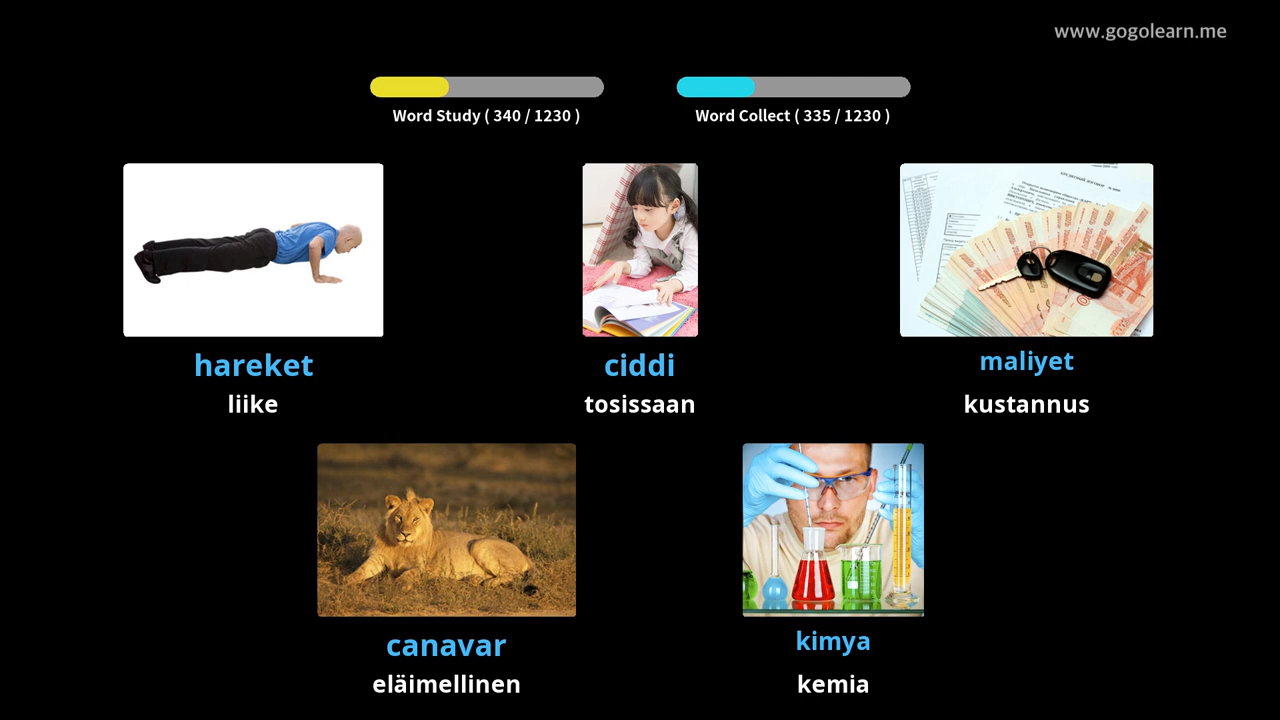 www.gogolearn.me
Word Study ( 340 / 1230 )
Word Collect ( 335 / 1230 )
hareket
liike
ciddi
tosissaan
maliyet
kustannus
canavar
eläimellinen
kimya
kemia